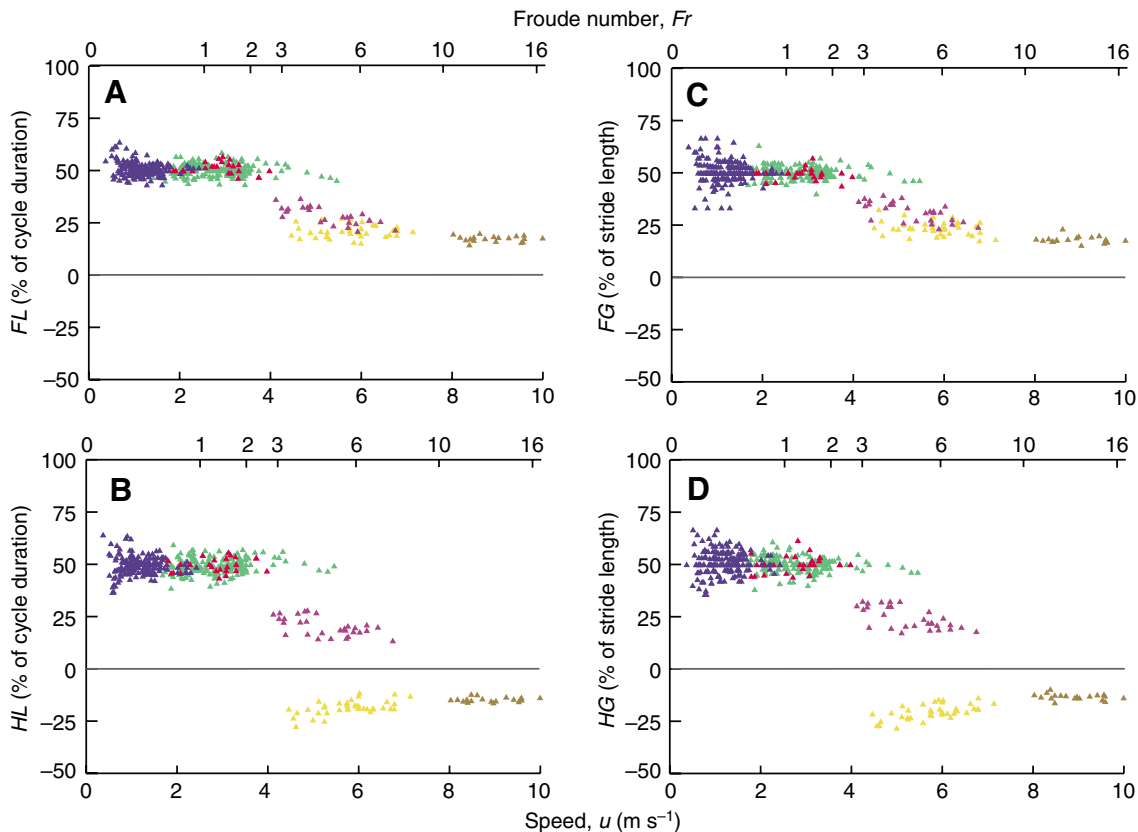 Froude number, Fr
0 1 2 3 6 10 16
0 1 2 3 6 10 16
A
FL (% of cycle duration)
100
75
50
25
0
–25
–50
0 2 4 6 8 10
C
FG (% of stride length)
100
75
50
25
0
–25
–50
0 2 4 6 8 10
0 1 2 3 6 10 16
0 1 2 3 6 10 16
B
HL (% of cycle duration)
100
75
50
25
0
–25
–50
0 2 4 6 8 10
D
HG (% of stride length)
100
75
50
25
0
–25
–50
0 2 4 6 8 10
Speed, u (m s⁻¹)